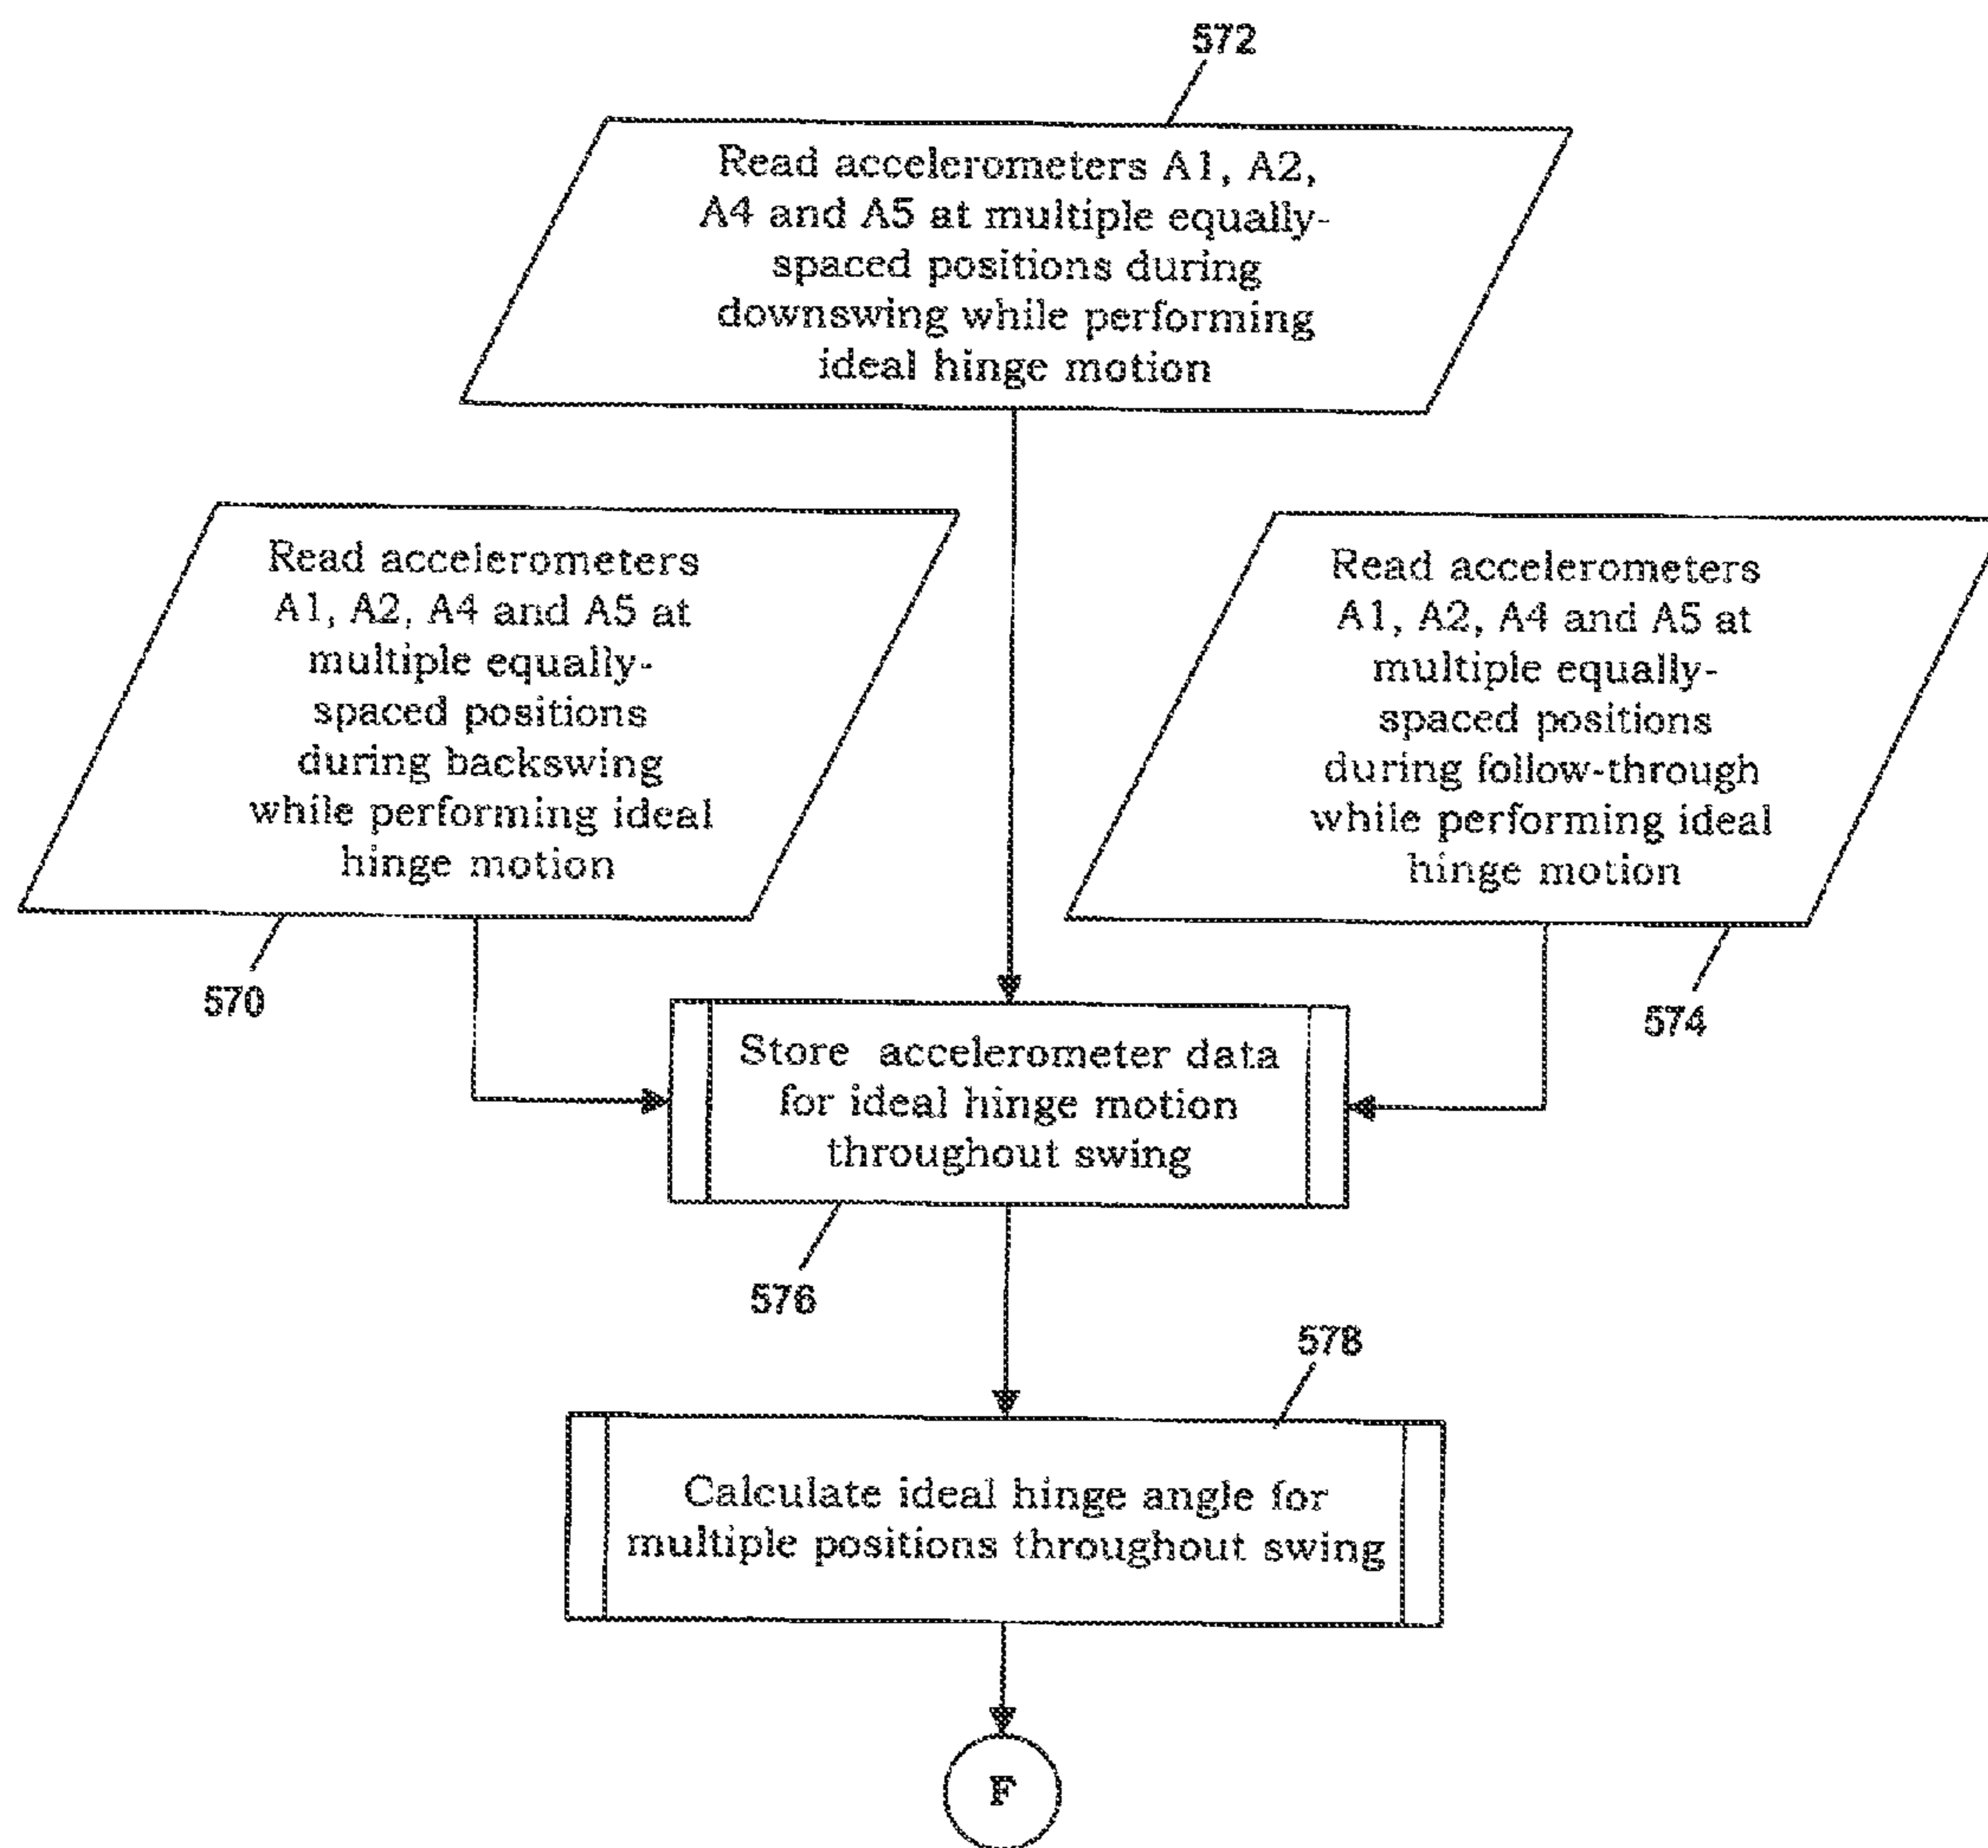 572
Read accelerometers A1, A2,
A4 and A5 at multiple equally-
spaced positions during
downswing while performing
ideal hinge motion
Read accelerometers
A1, A2, A4 and A5 at
multiple equally-
spaced positions
during backswing
while performing ideal
hinge motion
570
Read accelerometers
A1, A2, A4 and A5 at
multiple equally-
spaced positions
during follow-through
while performing ideal
hinge motion
574
Store accelerometer data
for ideal hinge motion
throughout swing
576
578
Calculate ideal hinge angle for
multiple positions throughout swing
F